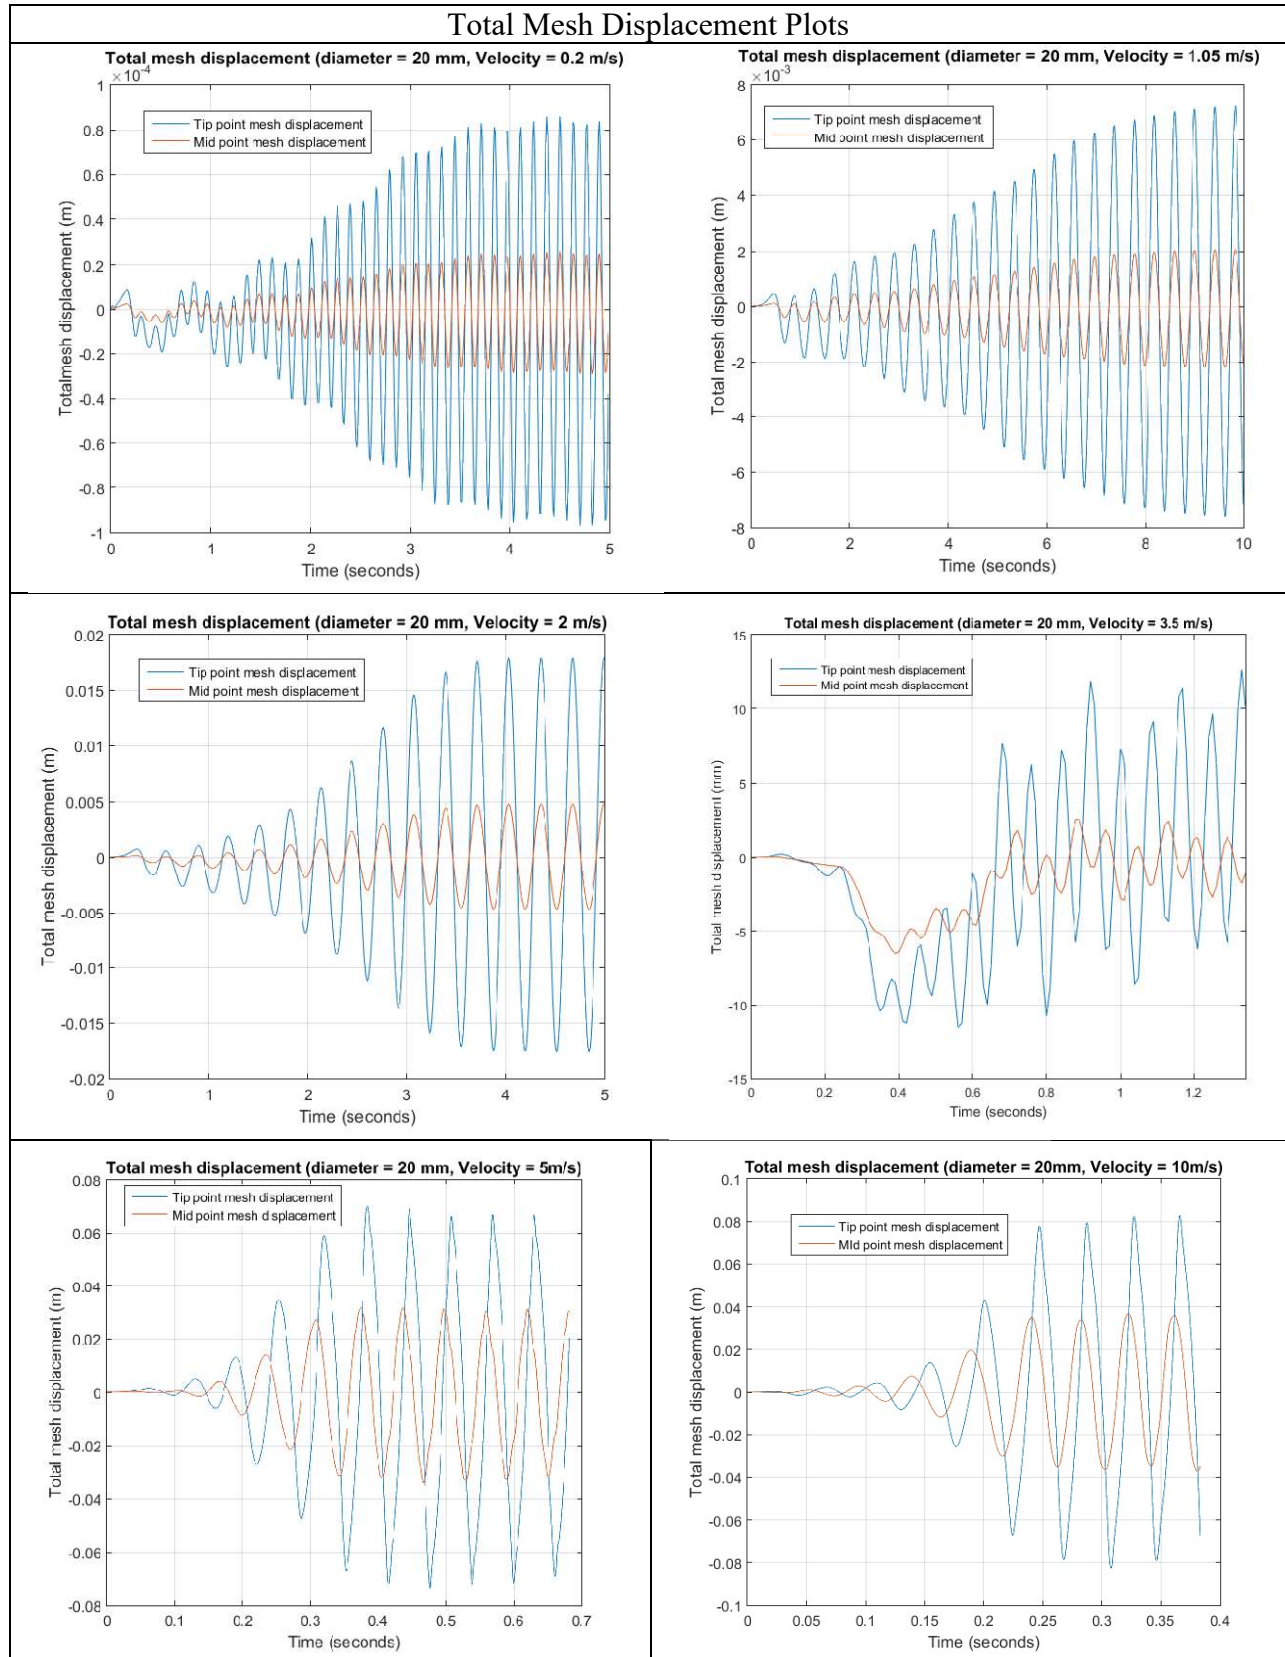 Total Mesh Displacement Plots
Total mesh displacement (diameter = 20 mm, Velocity = 0.2 m/s)
×10⁻⁴
Tip point mesh displacement
Mid point mesh displacement
1
0.8
0.6
0.4
0.2
0
-0.2
-0.4
-0.6
-0.8
-1
Totalmesh displacement (m)
0 1 2 3 4 5
Time (seconds)
Total mesh displacement (diameter = 20 mm, Velocity = 1.05 m/s)
×10⁻³
Tip point mesh displacement
Mid point mesh displacement
8
6
4
2
0
-2
-4
-6
-8
Total mesh displacement (m)
0 2 4 6 8 10
Time (seconds)
Total mesh displacement (diameter = 20 mm, Velocity = 2 m/s)
Tip point mesh displacement
Mid point mesh displacement
0.02
0.015
0.01
0.005
0
-0.005
-0.01
-0.015
-0.02
Total mesh displacement (m)
0 1 2 3 4 5
Time (seconds)
Total mesh displacement (diameter = 20 mm, Velocity = 3.5 m/s)
Tip point mesh displacement
Mid point mesh displacement
15
10
5
0
-5
-10
-15
Total mesh displacement (mm)
0 0.2 0.4 0.6 0.8 1 1.2
Time (seconds)
Total mesh displacement (diameter = 20 mm, Velocity = 5m/s)
Tip point mesh displacement
Mid point mesh displacement
0.08
0.06
0.04
0.02
0
-0.02
-0.04
-0.06
-0.08
Total mesh displacement (m)
0 0.1 0.2 0.3 0.4 0.5 0.6 0.7
Time (seconds)
Total mesh displacement (diameter = 20mm, Velocity = 10m/s)
Tip point mesh displacement
MId point mesh displacement
0.1
0.08
0.06
0.04
0.02
0
-0.02
-0.04
-0.06
-0.08
-0.1
Total mesh displacement (m)
0 0.05 0.1 0.15 0.2 0.25 0.3 0.35 0.4
Time (seconds)